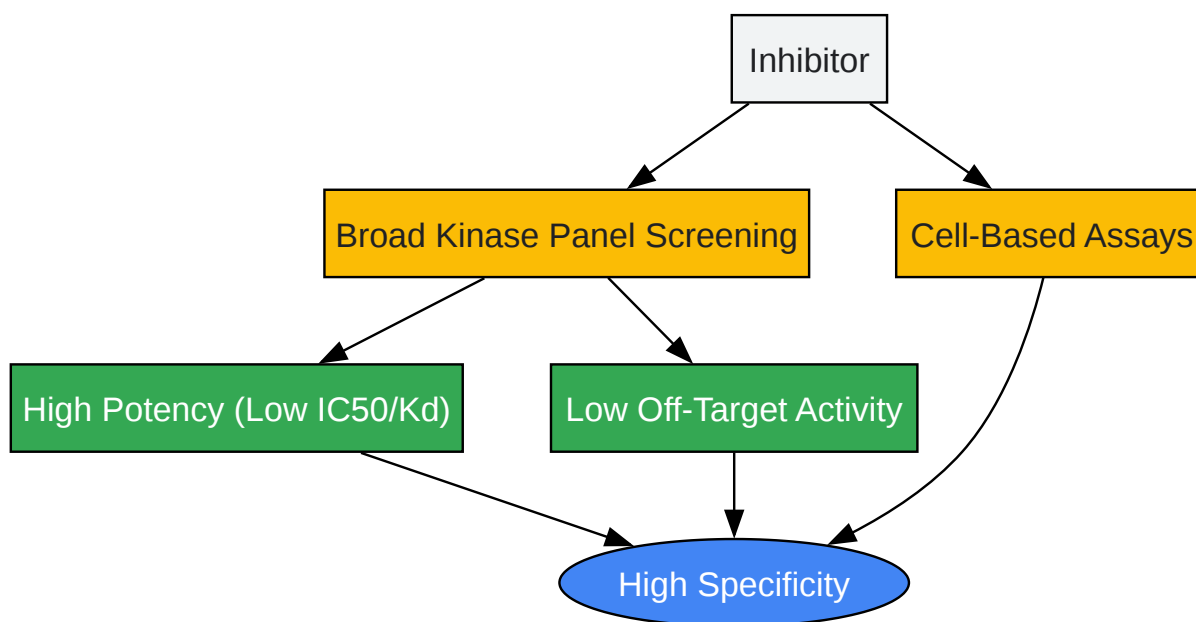 Inhibitor
Broad Kinase Panel Screening
Cell-Based Assays
High Potency (Low IC50/Kd)
Low Off-Target Activity
High Specificity